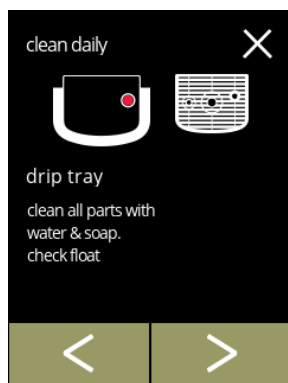 clean daily
drip tray
clean all parts with
water & soap.
check float